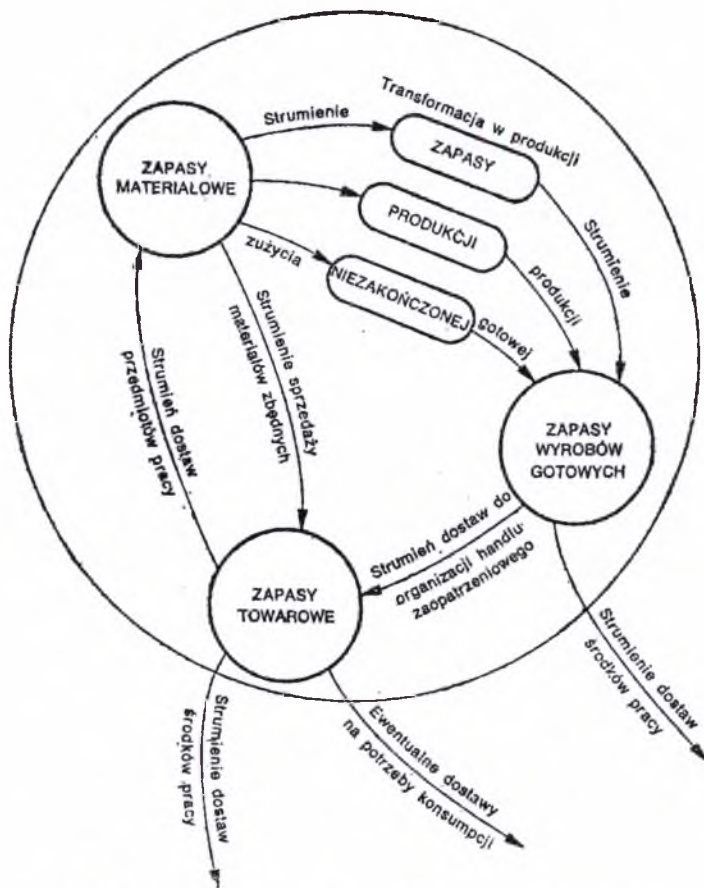 Transformacja w produkcji
Strumienie
ZAPASY
ZAPASY
MATERIAŁOWE
PRODUKCJI
Strumienie
zużycia
NIEZAKOŃCZONEJ
produkcji
gotowej
Strumienie sprzedaży
materiałów zbędnych
Strumień dostaw
przedmiotów pracy
ZAPASY
WYROBÓW
GOTOWYCH
Strumień dostaw do
organizacji handlu
zaopatrzeniowego
ZAPASY
TOWAROWE
Strumienie dostaw
środków pracy
Strumienie dostaw
środków pracy
Ewentualne dostawy
na potrzeby konsumpcji